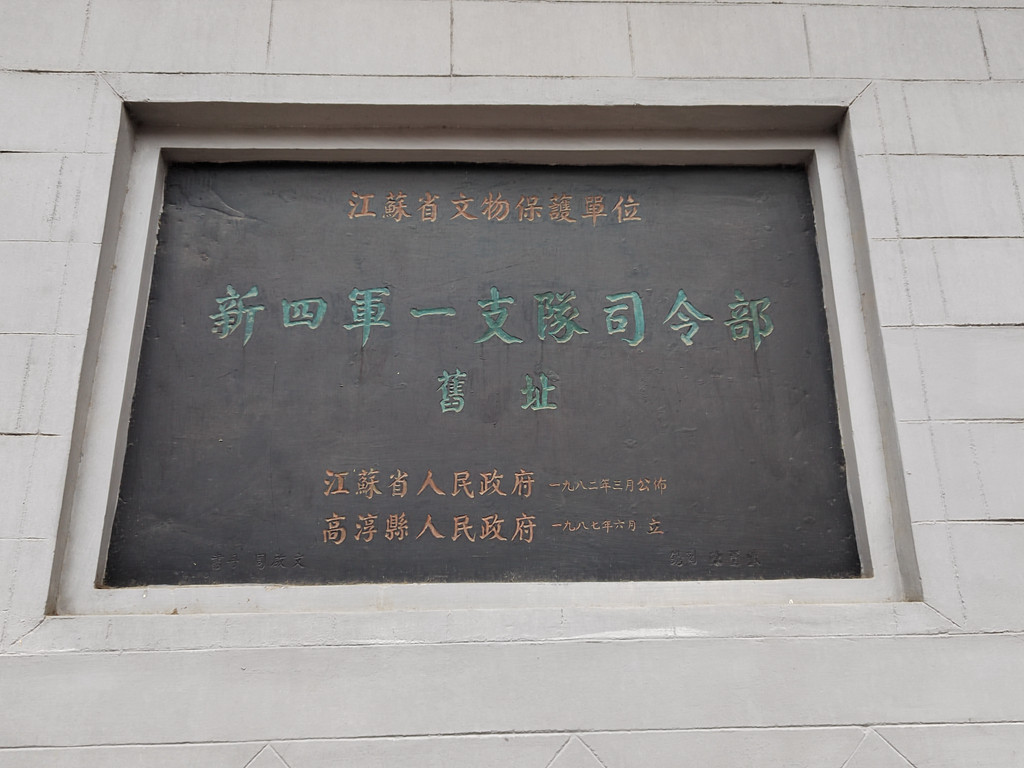 江蘇省文物保護單位
新四軍一支隊司令部
舊址
江蘇省人民政府 一九八二年三月公佈
高淳縣人民政府 一九八七年六月 立